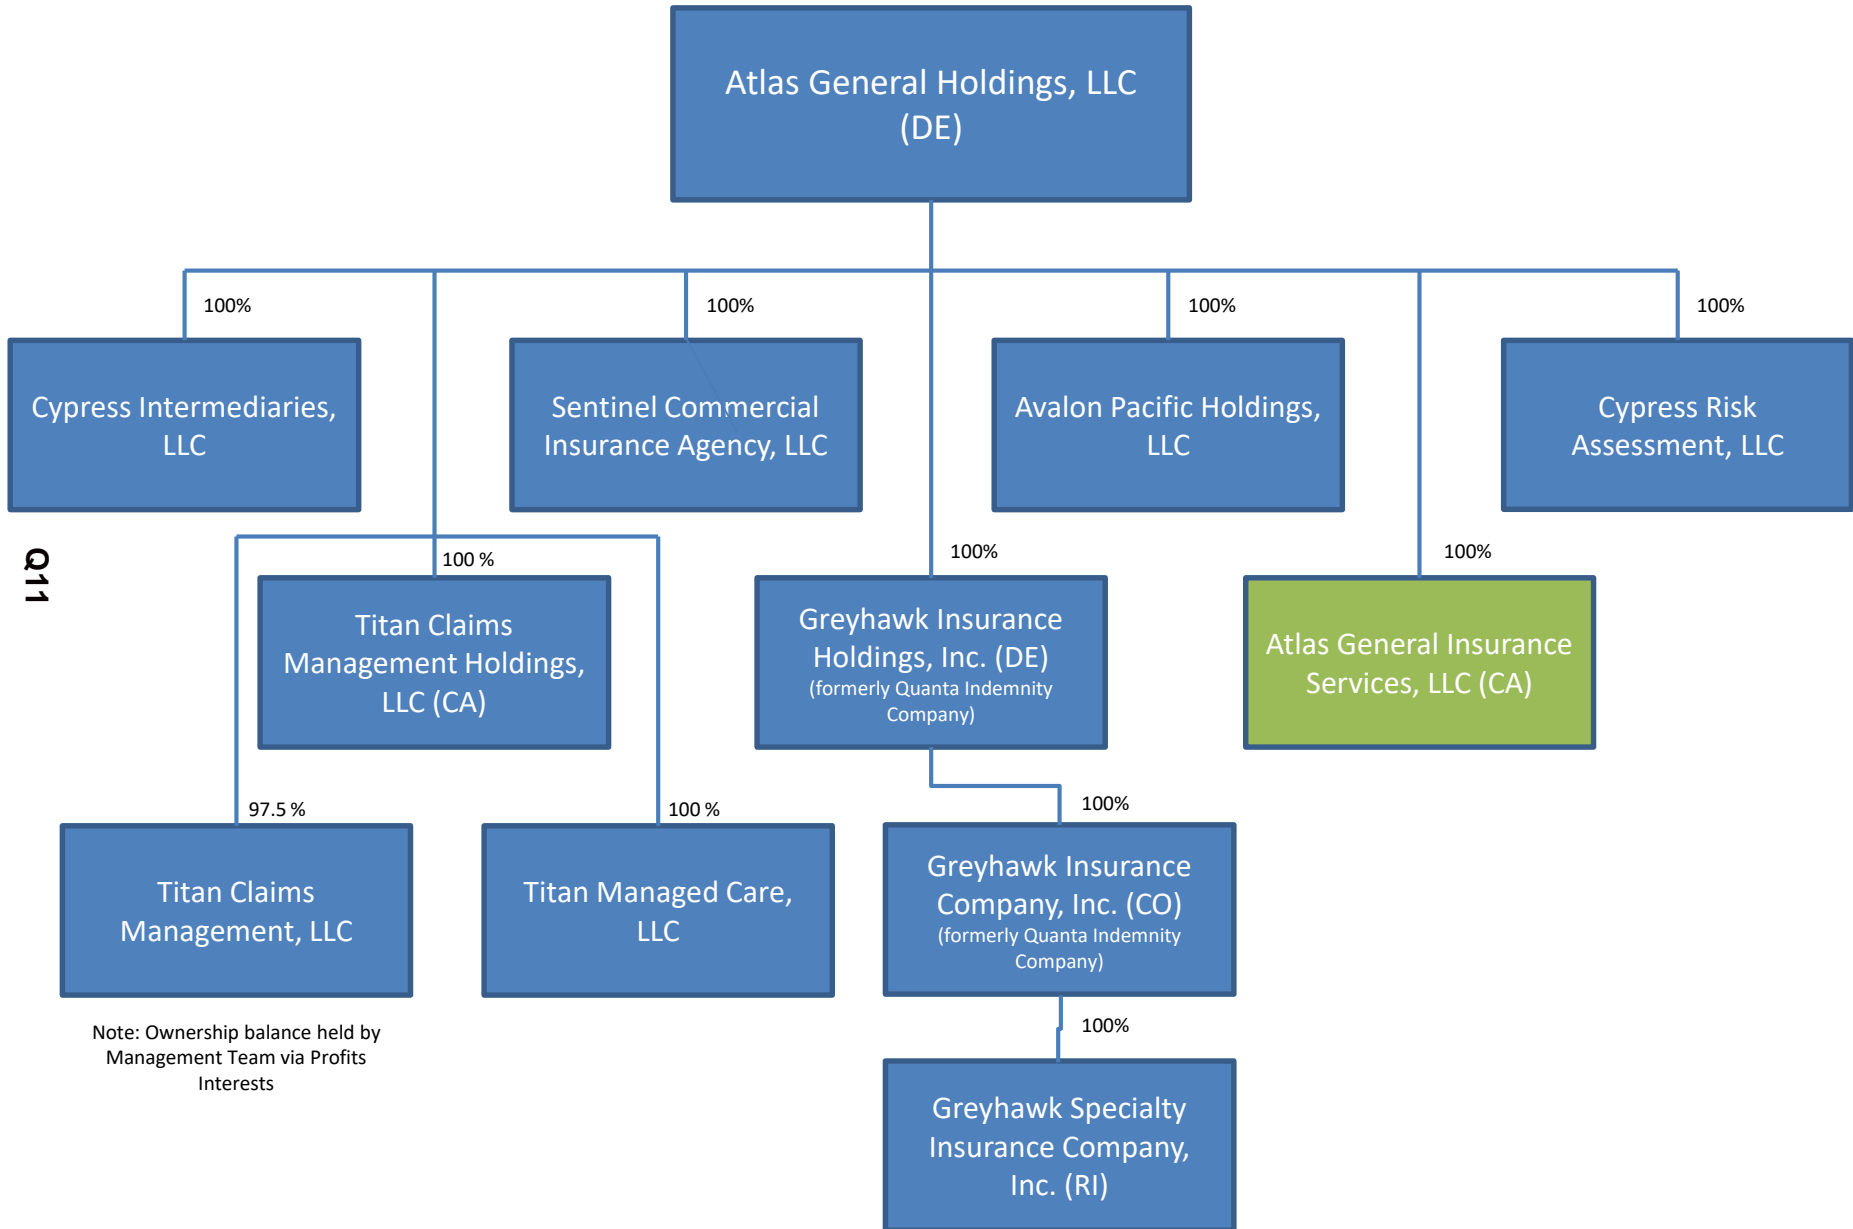 Atlas General Holdings, LLC
(DE)
100%
100%
100%
100%
Cypress Intermediaries,
LLC
Sentinel Commercial
Insurance Agency, LLC
Avalon Pacific Holdings,
LLC
Cypress Risk
Assessment, LLC
Q11
100 %
100%
100%
Titan Claims
Management Holdings,
LLC (CA)
Greyhawk Insurance
Holdings, Inc. (DE)
(formerly Quanta Indemnity
Company)
Atlas General Insurance
Services, LLC (CA)
97.5 %
100 %
100%
Titan Claims
Management, LLC
Titan Managed Care,
LLC
Greyhawk Insurance
Company, Inc. (CO)
(formerly Quanta Indemnity
Company)
Note: Ownership balance held by
Management Team via Profits
Interests
100%
Greyhawk Specialty
Insurance Company,
Inc. (RI)